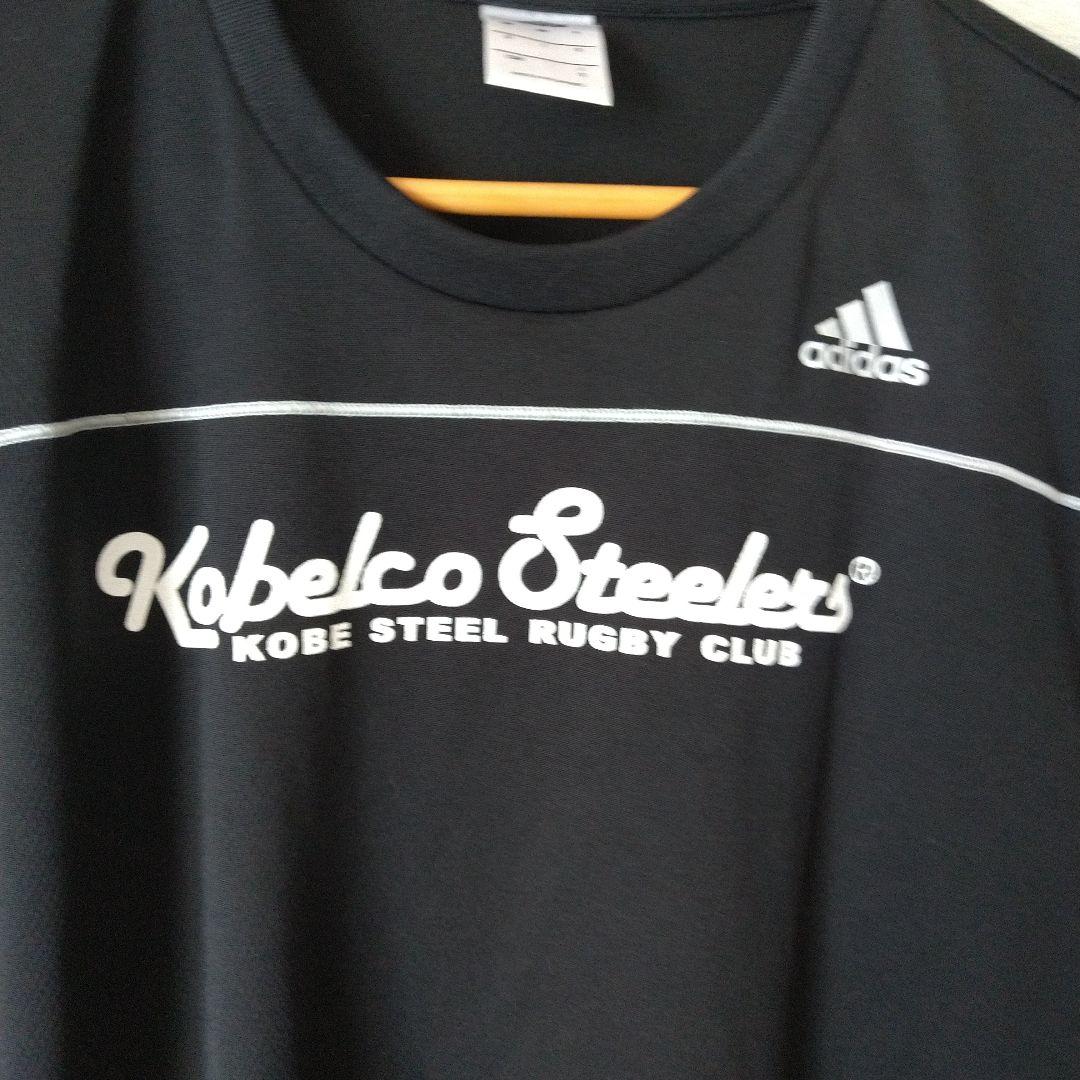 adidas
Kobelco Steelers®
KOBE STEEL RUGBY CLUB